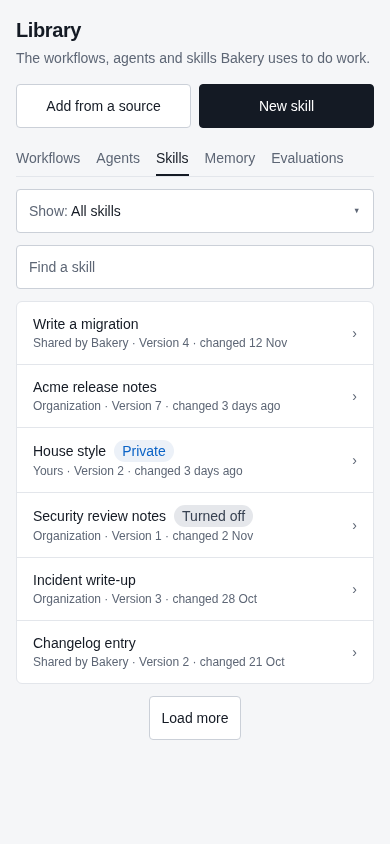 Library
The workflows, agents and skills Bakery uses to do work.
Add from a source
New skill
Workflows Agents Skills Memory Evaluations
Show: All skills
Find a skill
Write a migration
Shared by Bakery · Version 4 · changed 12 Nov
Acme release notes
Organization · Version 7 · changed 3 days ago
House style Private
Yours · Version 2 · changed 3 days ago
Security review notes Turned off
Organization · Version 1 · changed 2 Nov
Incident write-up
Organization · Version 3 · changed 28 Oct
Changelog entry
Shared by Bakery · Version 2 · changed 21 Oct
Load more